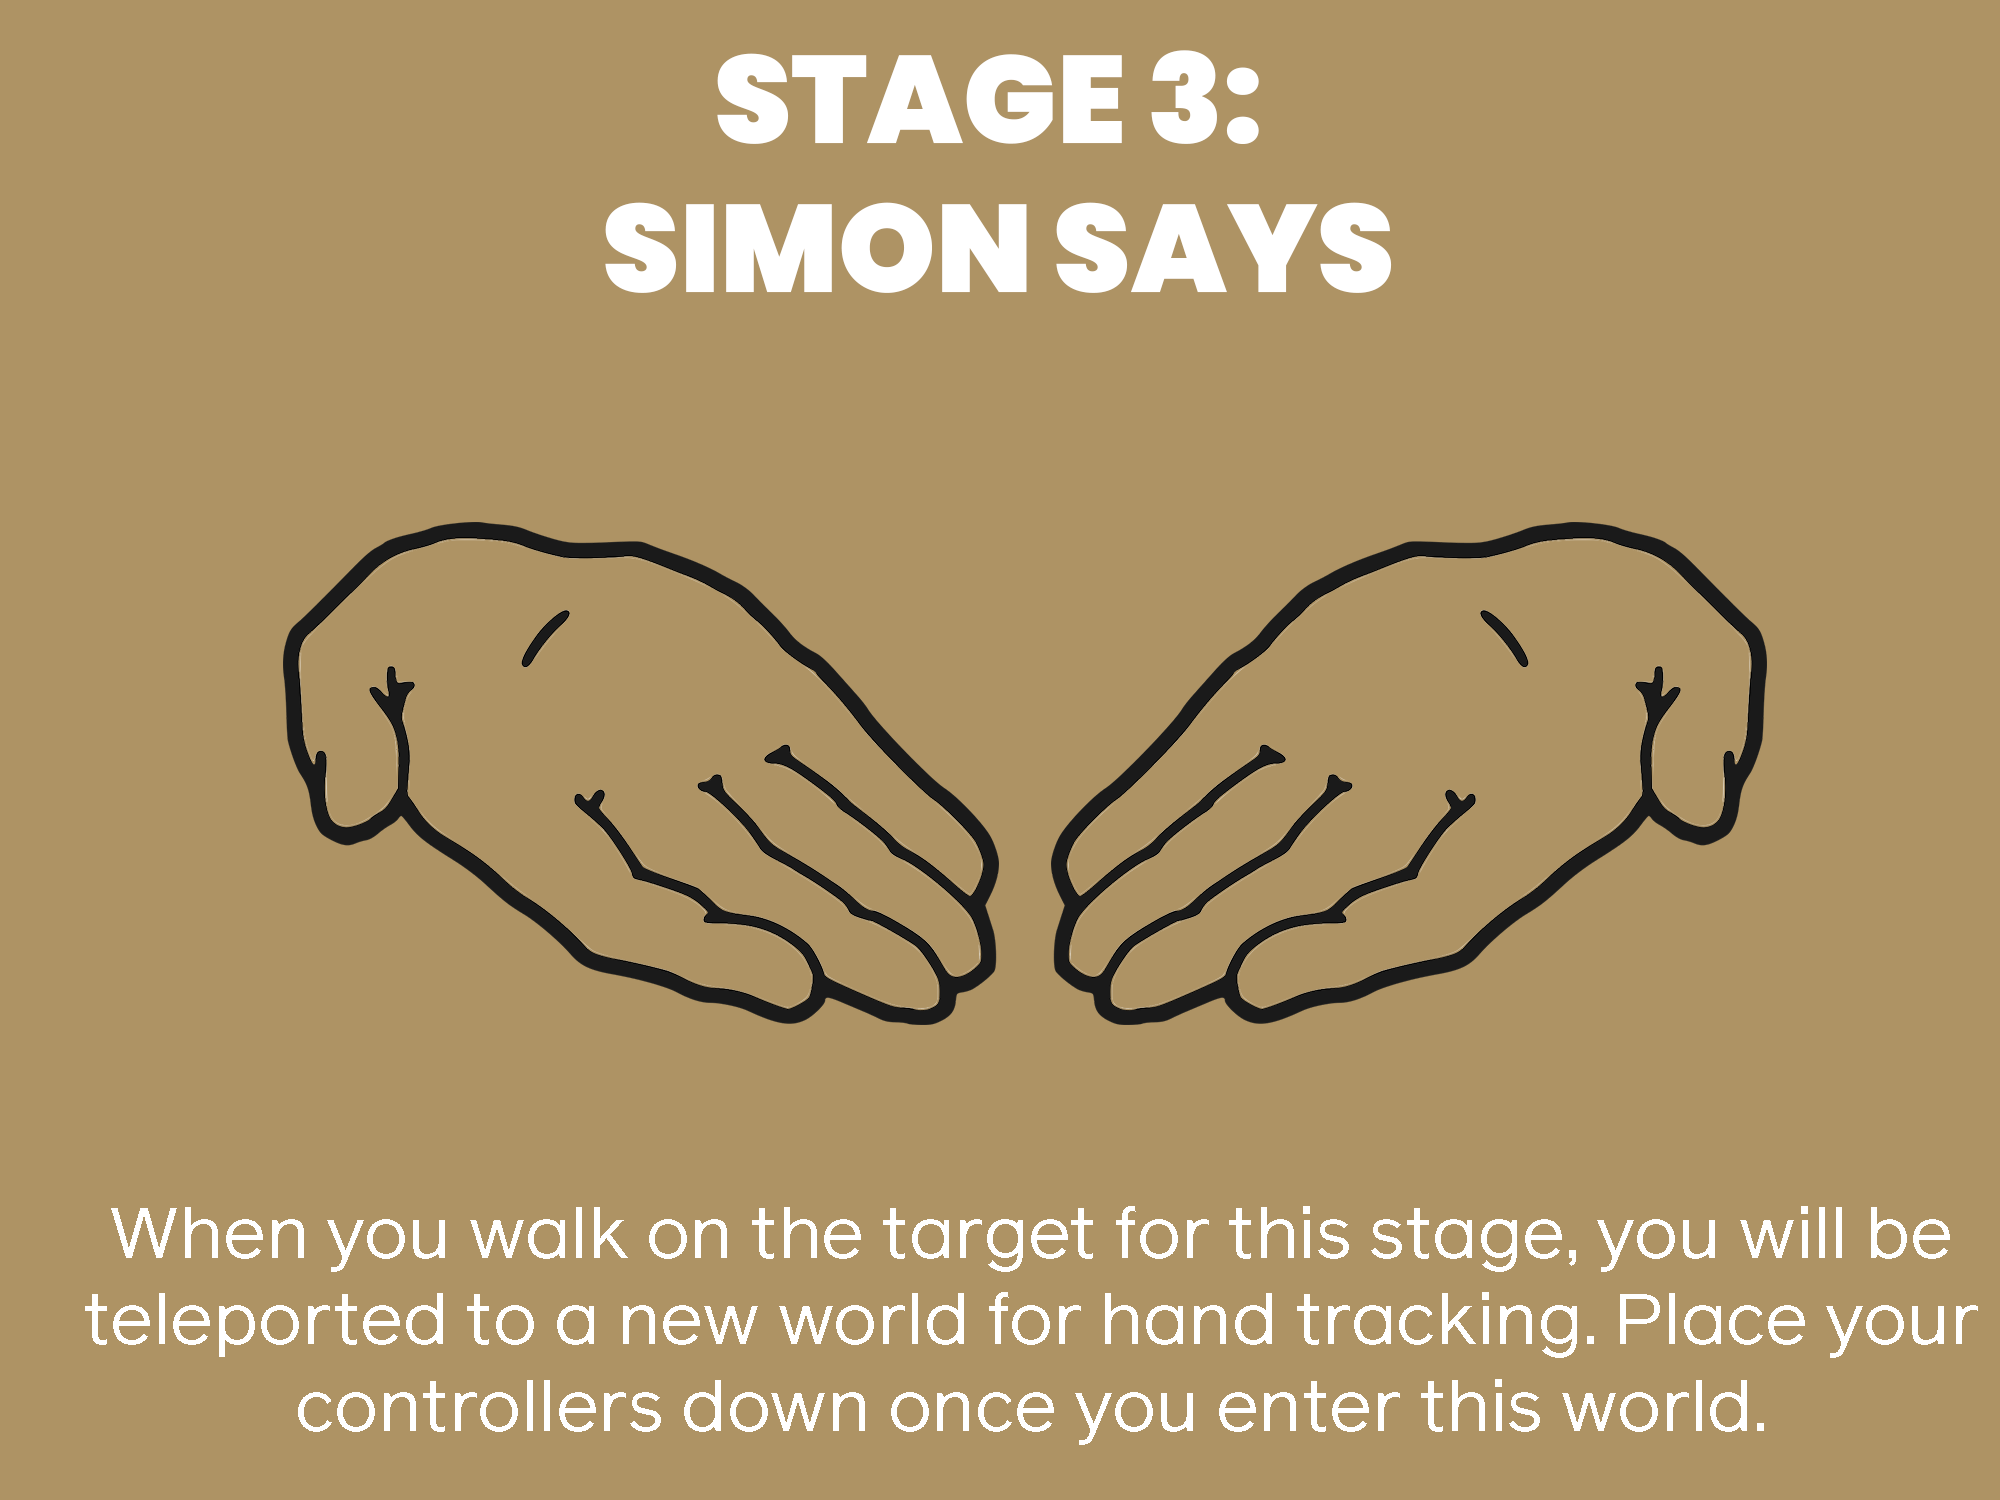 STAGE 3:
SIMON SAYS
When you walk on the target for this stage, you will be
teleported to a new world for hand tracking. Place your
controllers down once you enter this world.